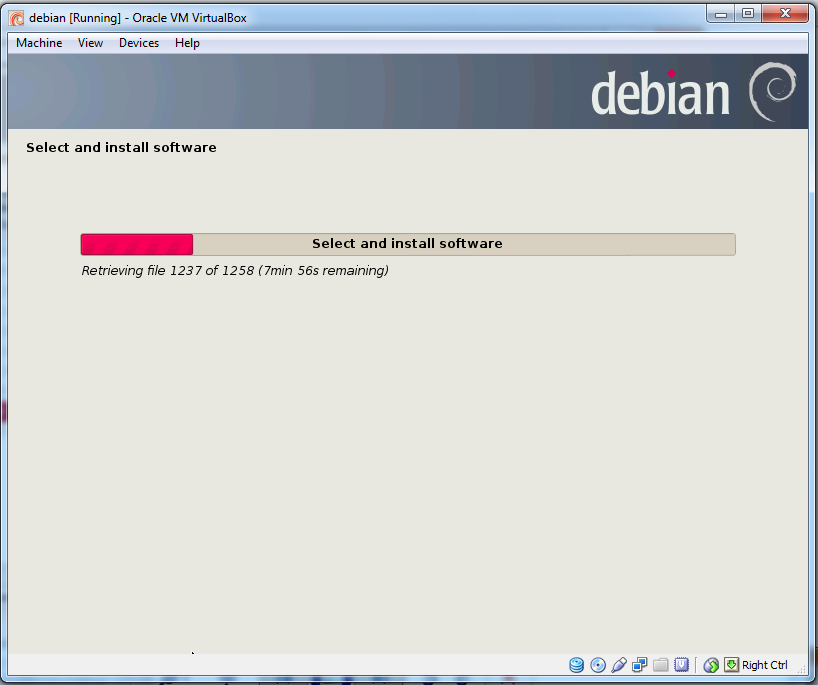 debian [Running] - Oracle VM VirtualBox
Machine View Devices Help
debian
Select and install software
Select and install software
Retrieving file 1237 of 1258 (7min 56s remaining)
Right Ctrl